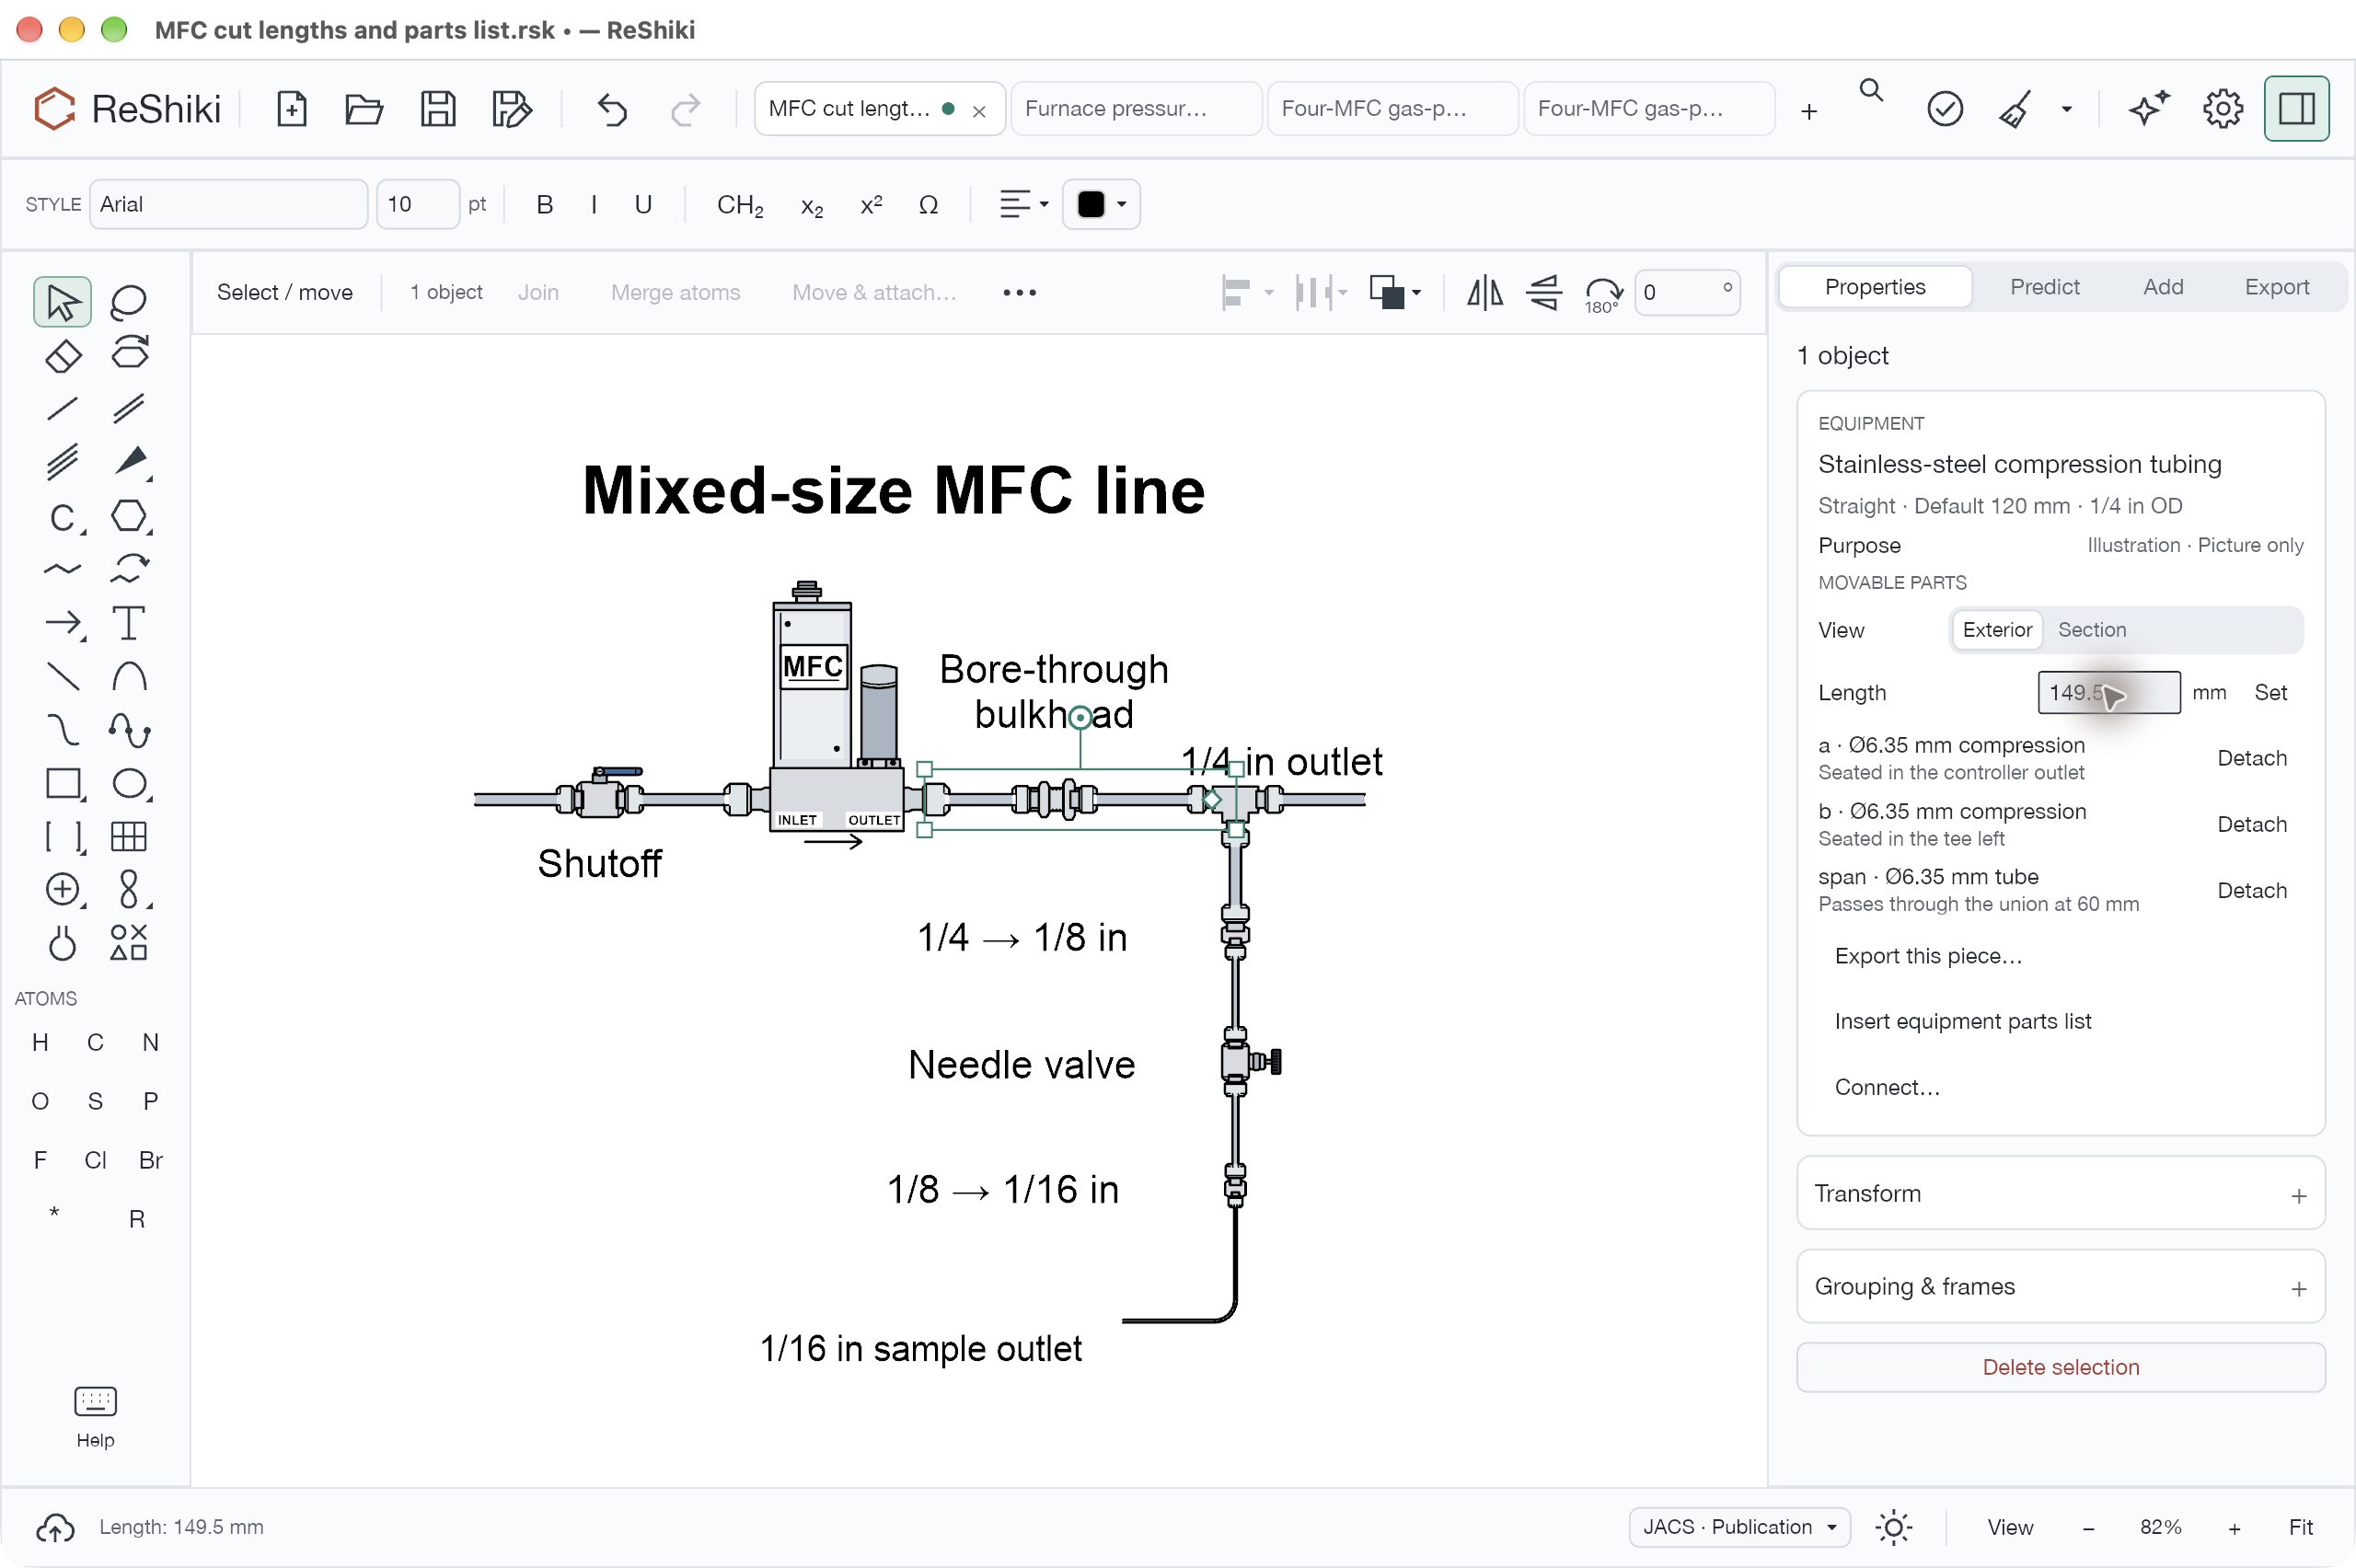 MFC cut lengths and parts list.rsk • — ReShiki
ReShiki
MFC cut lengt...
Furnace pressur...
Four-MFC gas-p...
Four-MFC gas-p...
STYLE Arial 10 pt B I U CH₂ x₂ x² Ω
Select / move 1 object Join Merge atoms Move & attach... 180° 0 °
Properties Predict Add Export
1 object
EQUIPMENT
Stainless-steel compression tubing
Straight · Default 120 mm · 1/4 in OD
Purpose Illustration · Picture only
MOVABLE PARTS
View Exterior Section
Length 149.5 mm Set
a · Ø6.35 mm compression
Seated in the controller outlet
Detach
b · Ø6.35 mm compression
Seated in the tee left
Detach
span · Ø6.35 mm tube
Passes through the union at 60 mm
Detach
Export this piece...
Insert equipment parts list
Connect...
Transform +
Grouping & frames +
Delete selection
Mixed-size MFC line
MFC
Bore-through
bulkhead
1/4 in outlet
INLET OUTLET
Shutoff
1/4 → 1/8 in
Needle valve
1/8 → 1/16 in
1/16 in sample outlet
C
T
ATOMS
H C N
O S P
F Cl Br
* R
Help
Length: 149.5 mm
JACS · Publication
View − 82% + Fit